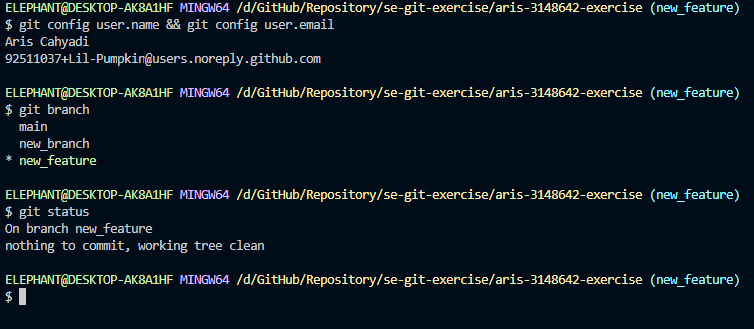 ELEPHANT@DESKTOP-AK8A1HF MINGW64 /d/GitHub/Repository/se-git-exercise/aris-3148642-exercise (new_feature)
$ git config user.name && git config user.email
Aris Cahyadi
92511037+Lil-Pumpkin@users.noreply.github.com
ELEPHANT@DESKTOP-AK8A1HF MINGW64 /d/GitHub/Repository/se-git-exercise/aris-3148642-exercise (new_feature)
$ git branch
  main
  new_branch
* new_feature
ELEPHANT@DESKTOP-AK8A1HF MINGW64 /d/GitHub/Repository/se-git-exercise/aris-3148642-exercise (new_feature)
$ git status
On branch new_feature
nothing to commit, working tree clean
ELEPHANT@DESKTOP-AK8A1HF MINGW64 /d/GitHub/Repository/se-git-exercise/aris-3148642-exercise (new_feature)
$